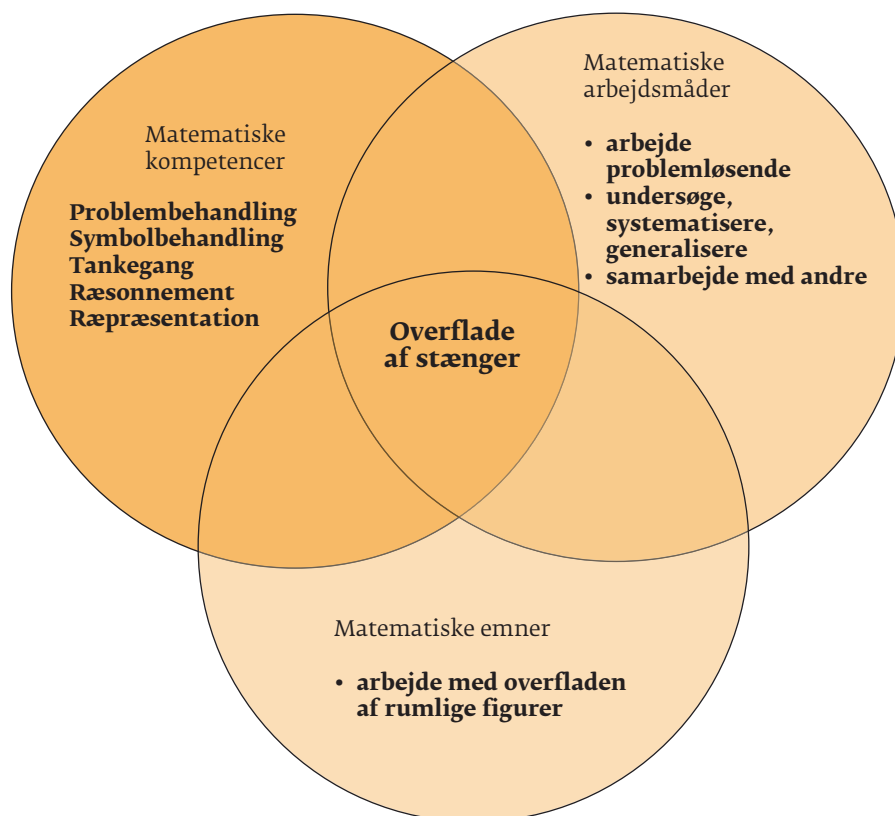 Matematiske
kompetencer
Problembehandling
Symbolbehandling
Tankegang
Ræsonnement
Ræpræsentation
Matematiske
arbejdsmåder
• arbejde
problemløsende
• undersøge,
systematisere,
generalisere
• samarbejde med andre
Overflade
af stænger
Matematiske emner
• arbejde med overfladen
af rumlige figurer